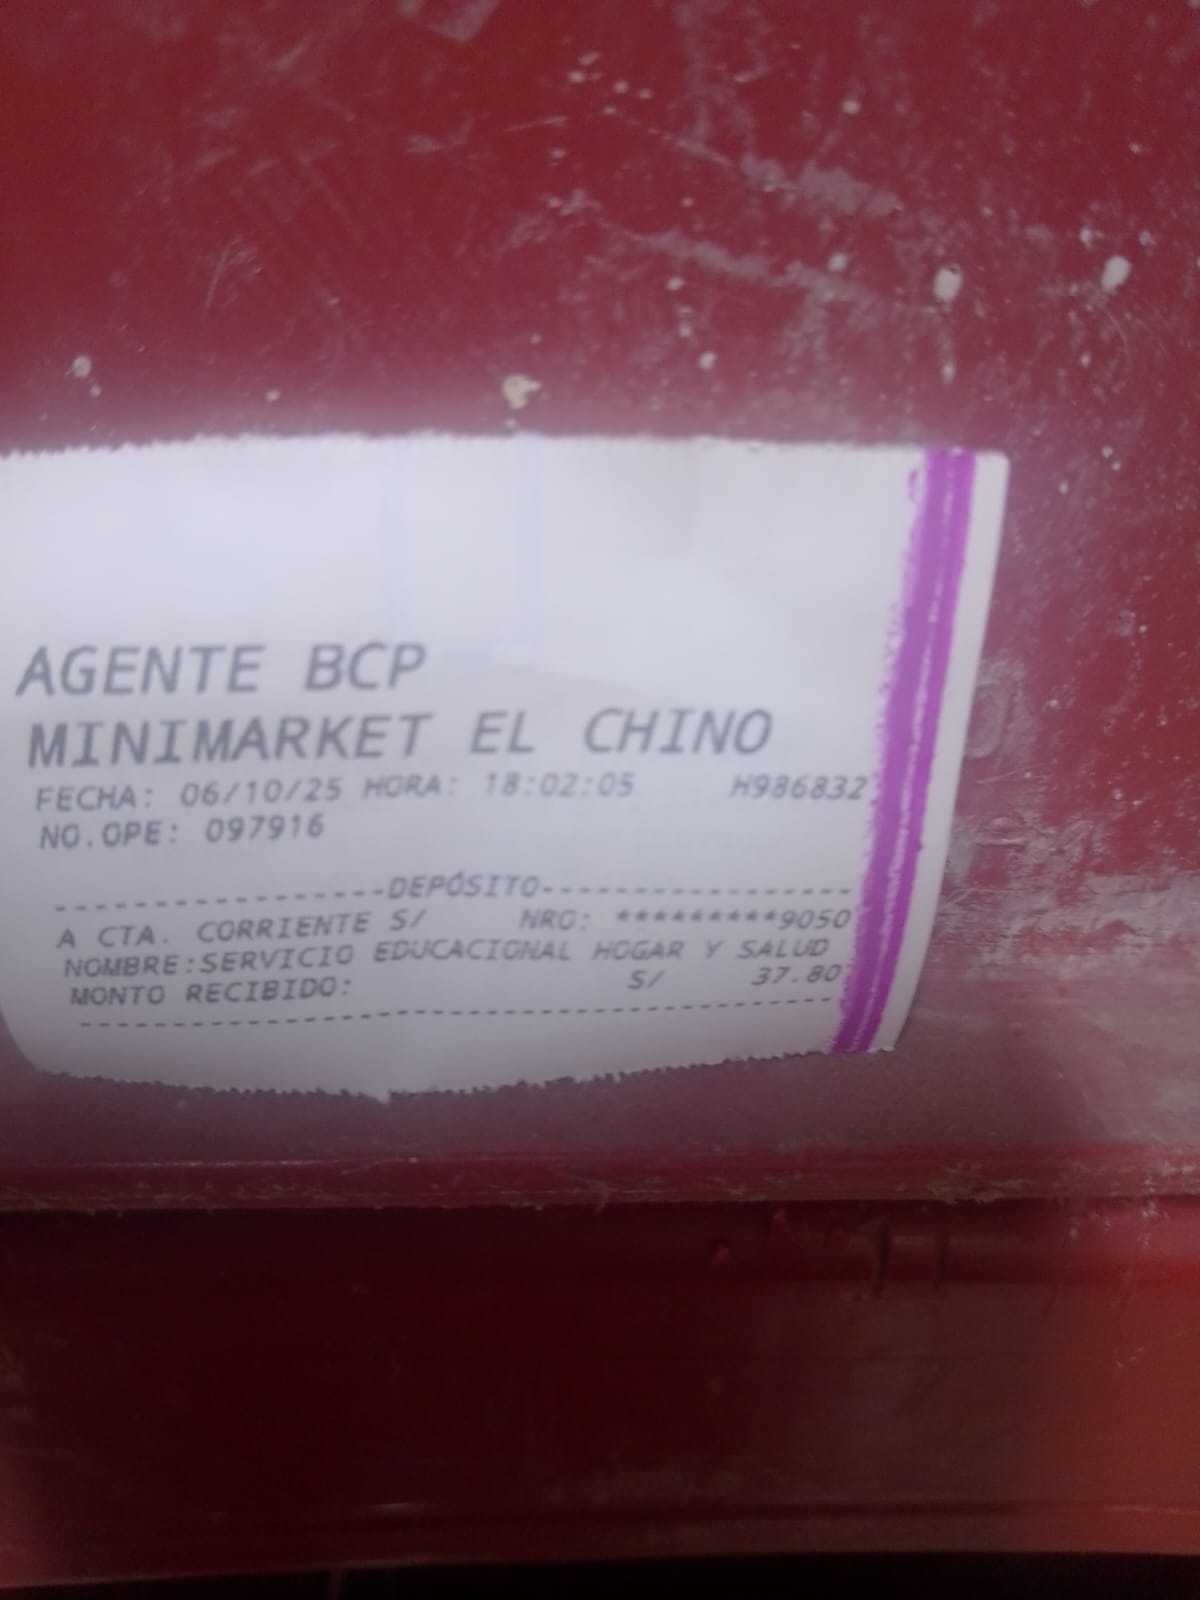 AGENTE BCP
MINIMARKET EL CHINO
FECHA: 06/10/25 HORA: 18:02:05 H986832
NO.OPE: 097916
------------------DEPÓSITO-----------------
A CTA. CORRIENTE S/ NRO: *********9050
NOMBRE:SERVICIO EDUCACIONAL HOGAR Y SALUD
MONTO RECIBIDO: S/ 37.80